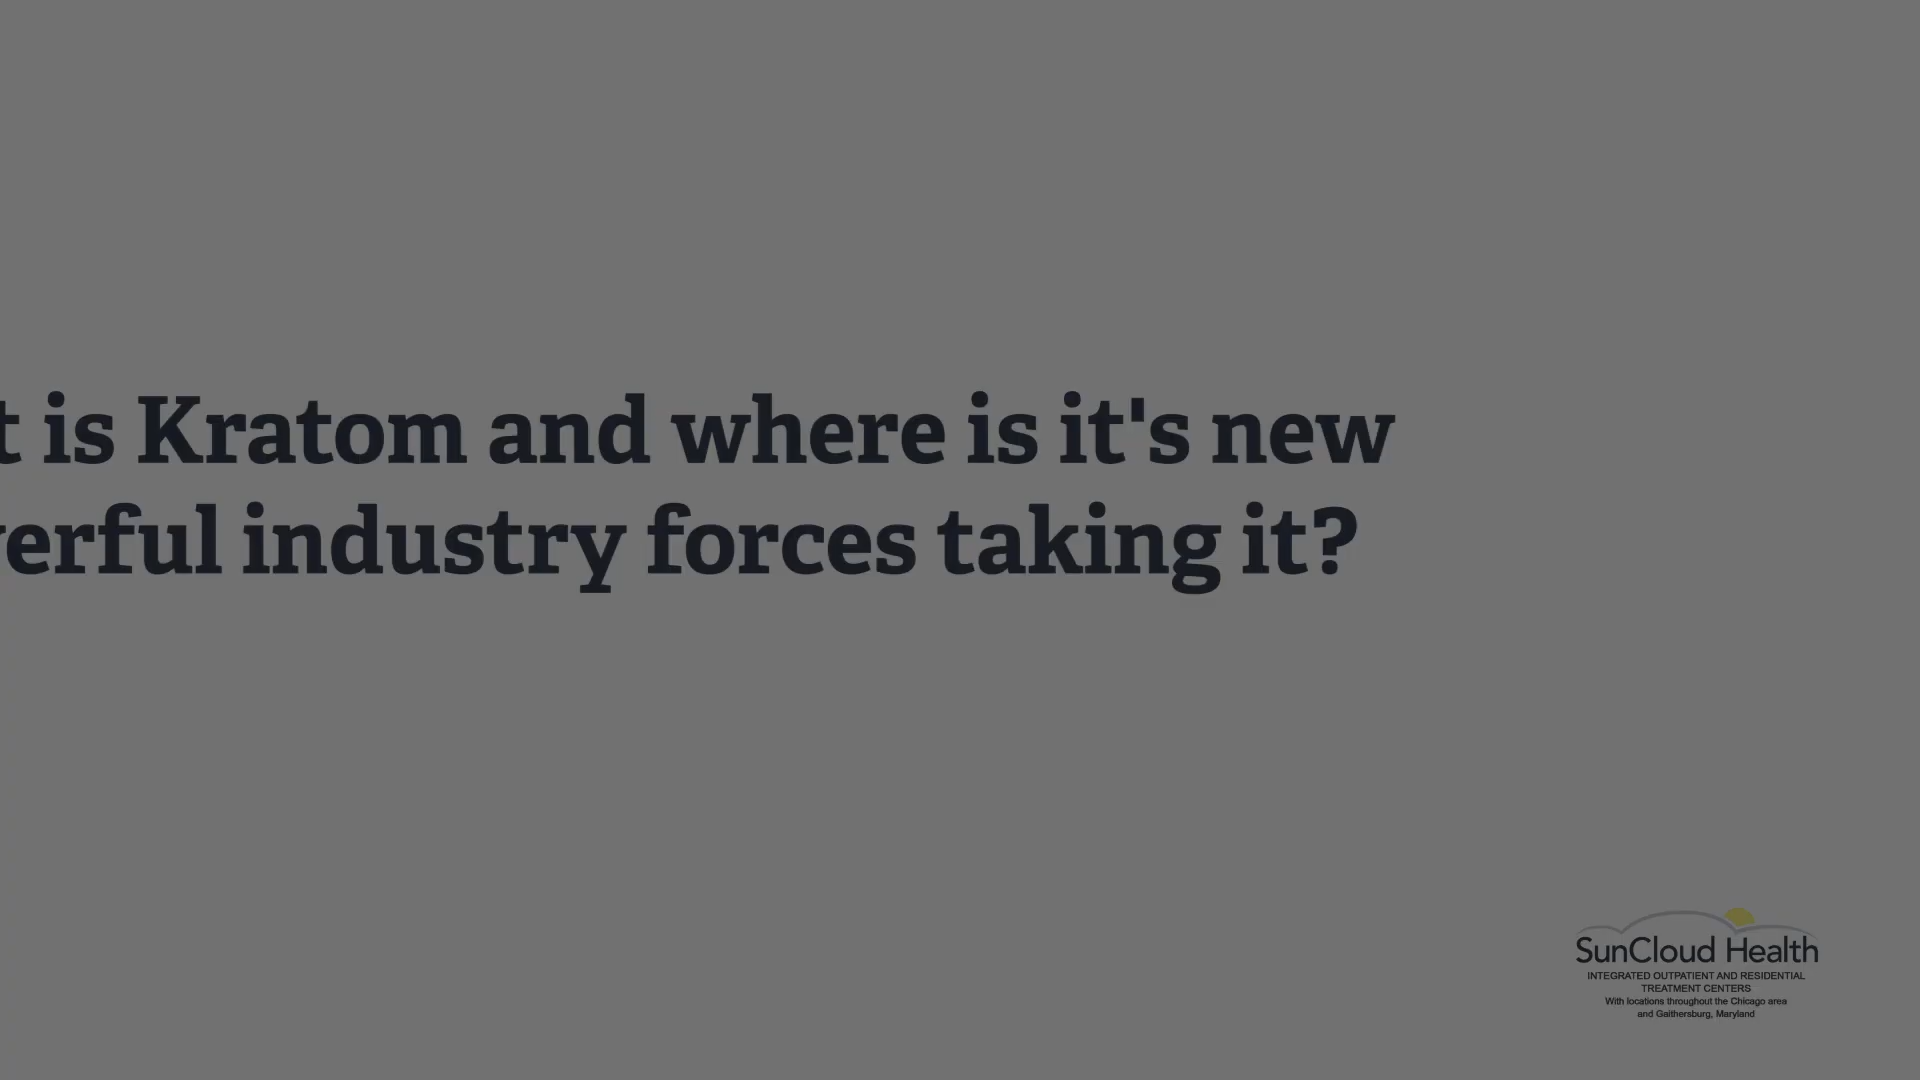 t is Kratom and where is it's new
erful industry forces taking it?
SunCloud Health
INTEGRATED OUTPATIENT AND RESIDENTIAL
TREATMENT CENTERS
With locations throughout the Chicago area
and Gaithersburg, Maryland